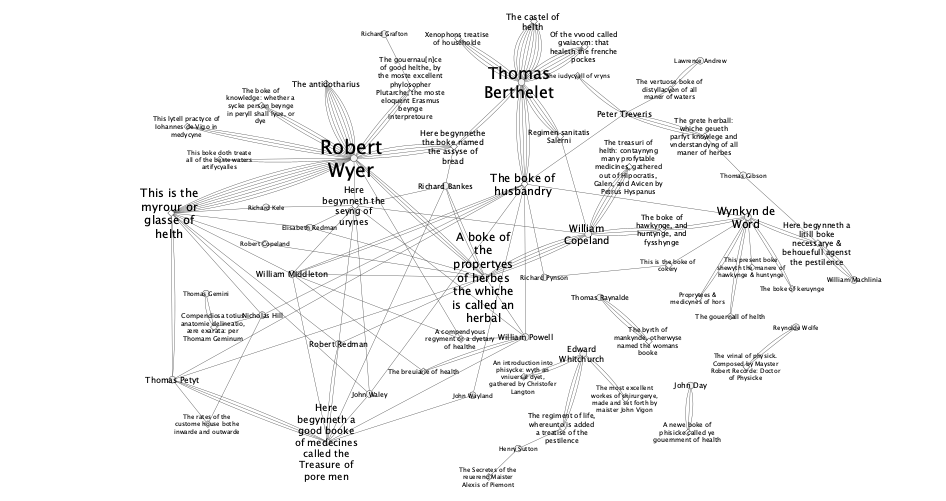 The castel of
helth
Richard Grafton
Xenophons treatise
of householde
Of the vvood called
gvaiacvm: that
healeth the frenche
pockes
Lawrence Andrew
The gouernau[n]ce
of good helthe, by
the moste excellent
phylosopher
Plutarche, the moste
eloquent Erasmus
beynge
interpretoure
Thomas
Berthelet
The iudycyall of vryns
The antidotharius
The vertuose boke of
distyllacyon of all
maner of waters
The boke of
knowledge: whether a
sycke person beynge
in peryll shall lyue, or
dye
Peter Treveris
This lytell practyce of
Iohannes de Vigo in
medycyne
The grete herball:
whiche geueth
parfyt knowlege and
vnderstandyng of all
maner of herbes
Here begynnethe
the boke named
the assyse of
bread
Regimen sanitatis
Salerni
Robert
Wyer
The treasuri of
helth: contaynyng
many profytable
medicines gathered
out of Hipocratis,
Galen, and Avicen by
Petrus Hyspanus
This boke doth treate
all of the beste waters
artifycyalles
Thomas Gibson
The boke of
husbandry
Richard Bankes
This is the
myrour or
glasse of
helth
Here
begynneth the
seyng of
urynes
Richard Kele
Wynkyn de
Word
Elisabeth Redman
William
Copeland
The boke of
hawkynge, and
huntynge, and
fysshynge
Here begynneth a
litill boke
necessarye &
behouefull agenst
the pestilence
Robert Copeland
A boke of
the
propertyes
of herbes
the whiche
is called an
herbal
This is the boke of
cokery
This present boke
shewyth the manere of
hawkynge & huntynge
William Middleton
Richard Pynson
William Machlinia
The boke of keruynge
Thomas Gemini
Thomas Raynalde
Proprytees &
medicynes of hors
Compendiosa totius
anatomie delineatio,
ære exarata: per
Thomam Geminum
Nicholas Hill
The gouernall of helth
Reynolde Wolfe
A compendyous
regyment or a dyetary
of helthe
William Powell
The byrth of
mankynde, otherwyse
named the womans
booke
Robert Redman
Edward
Whitchurch
The vrinal of physick.
Composed by Mayster
Robert Recorde: Doctor
of Physicke
The breuiarie of health
An introduction into
phisycke: wyth an
vniuersal dyet,
gathered by Christofer
Langton
Thomas Petyt
John Day
John Waley
John Wayland
The most excellent
workes of chirurgerye,
made and set forth by
maister John Vigon
The rates of the
custome house bothe
inwarde and outwarde
Here
begynneth a
good booke
of medecines
called the
Treasure of
pore men
The regiment of life,
whereunto is added
a treatise of the
pestilence
A newe boke of
phisicke called ye
gouernment of health
Henry Sutton
The Secretes of the
reuerend Maister
Alexis of Piemont